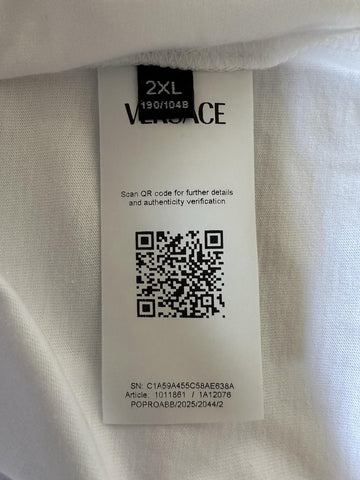 2XL
190/104B
VERSACE
Scan QR code for further details
and authenticity verification
SN: C1A59A455C58AE638A
Article: 1011861 / 1A12076
POPROABB/2025/2044/2